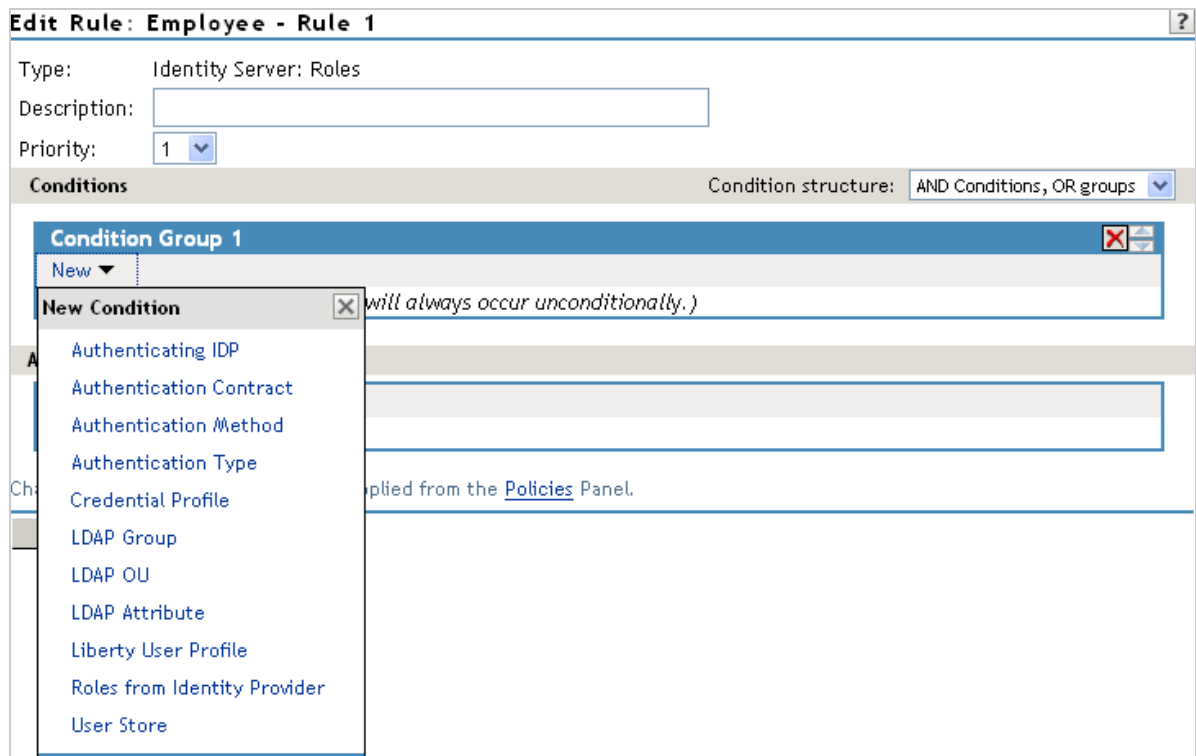 Edit Rule: Employee - Rule 1
?
Type: Identity Server: Roles
Description:
Priority: 1
Conditions Condition structure: AND Conditions, OR groups
Condition Group 1
New
New Condition will always occur unconditionally.)
Authenticating IDP
A
Authentication Contract
Authentication Method
Authentication Type
Ch plied from the Policies Panel.
Credential Profile
LDAP Group
LDAP OU
LDAP Attribute
Liberty User Profile
Roles from Identity Provider
User Store